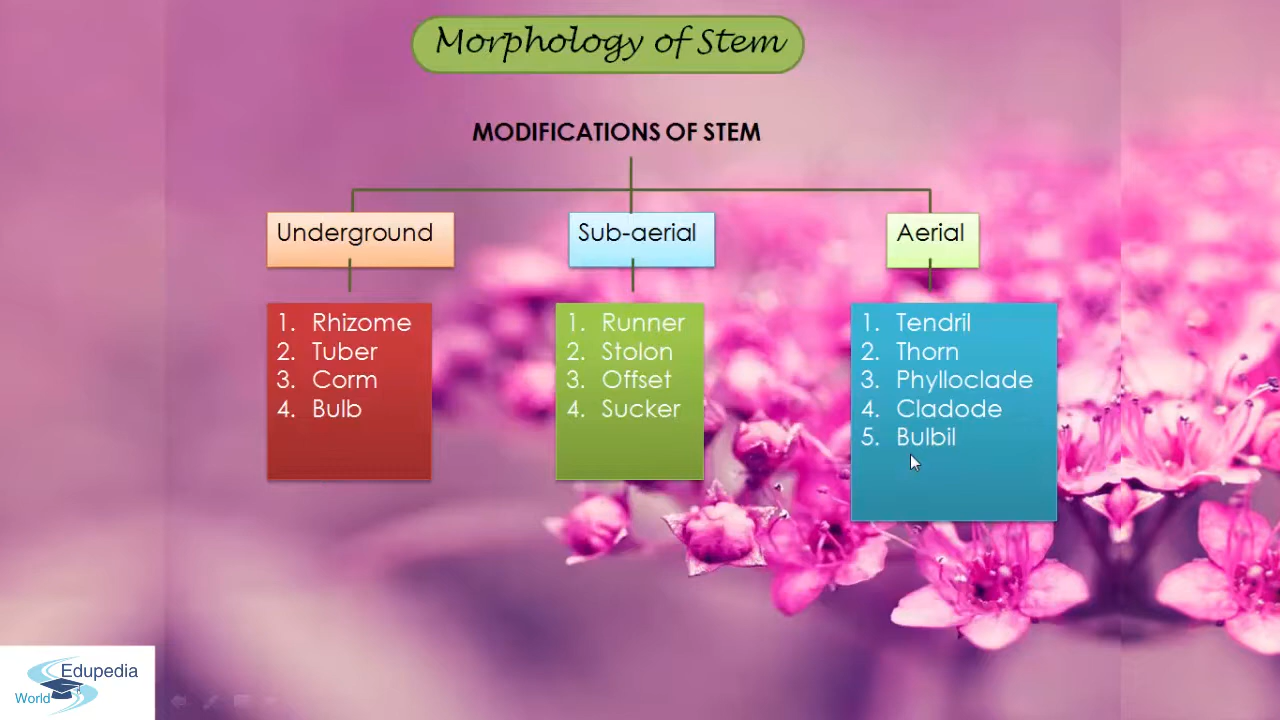 Morphology of Stem
MODIFICATIONS OF STEM
Underground
1. Rhizome
2. Tuber
3. Corm
4. Bulb
Sub-aerial
1. Runner
2. Stolon
3. Offset
4. Sucker
Aerial
1. Tendril
2. Thorn
3. Phylloclade
4. Cladode
5. Bulbil
Edupedia
World